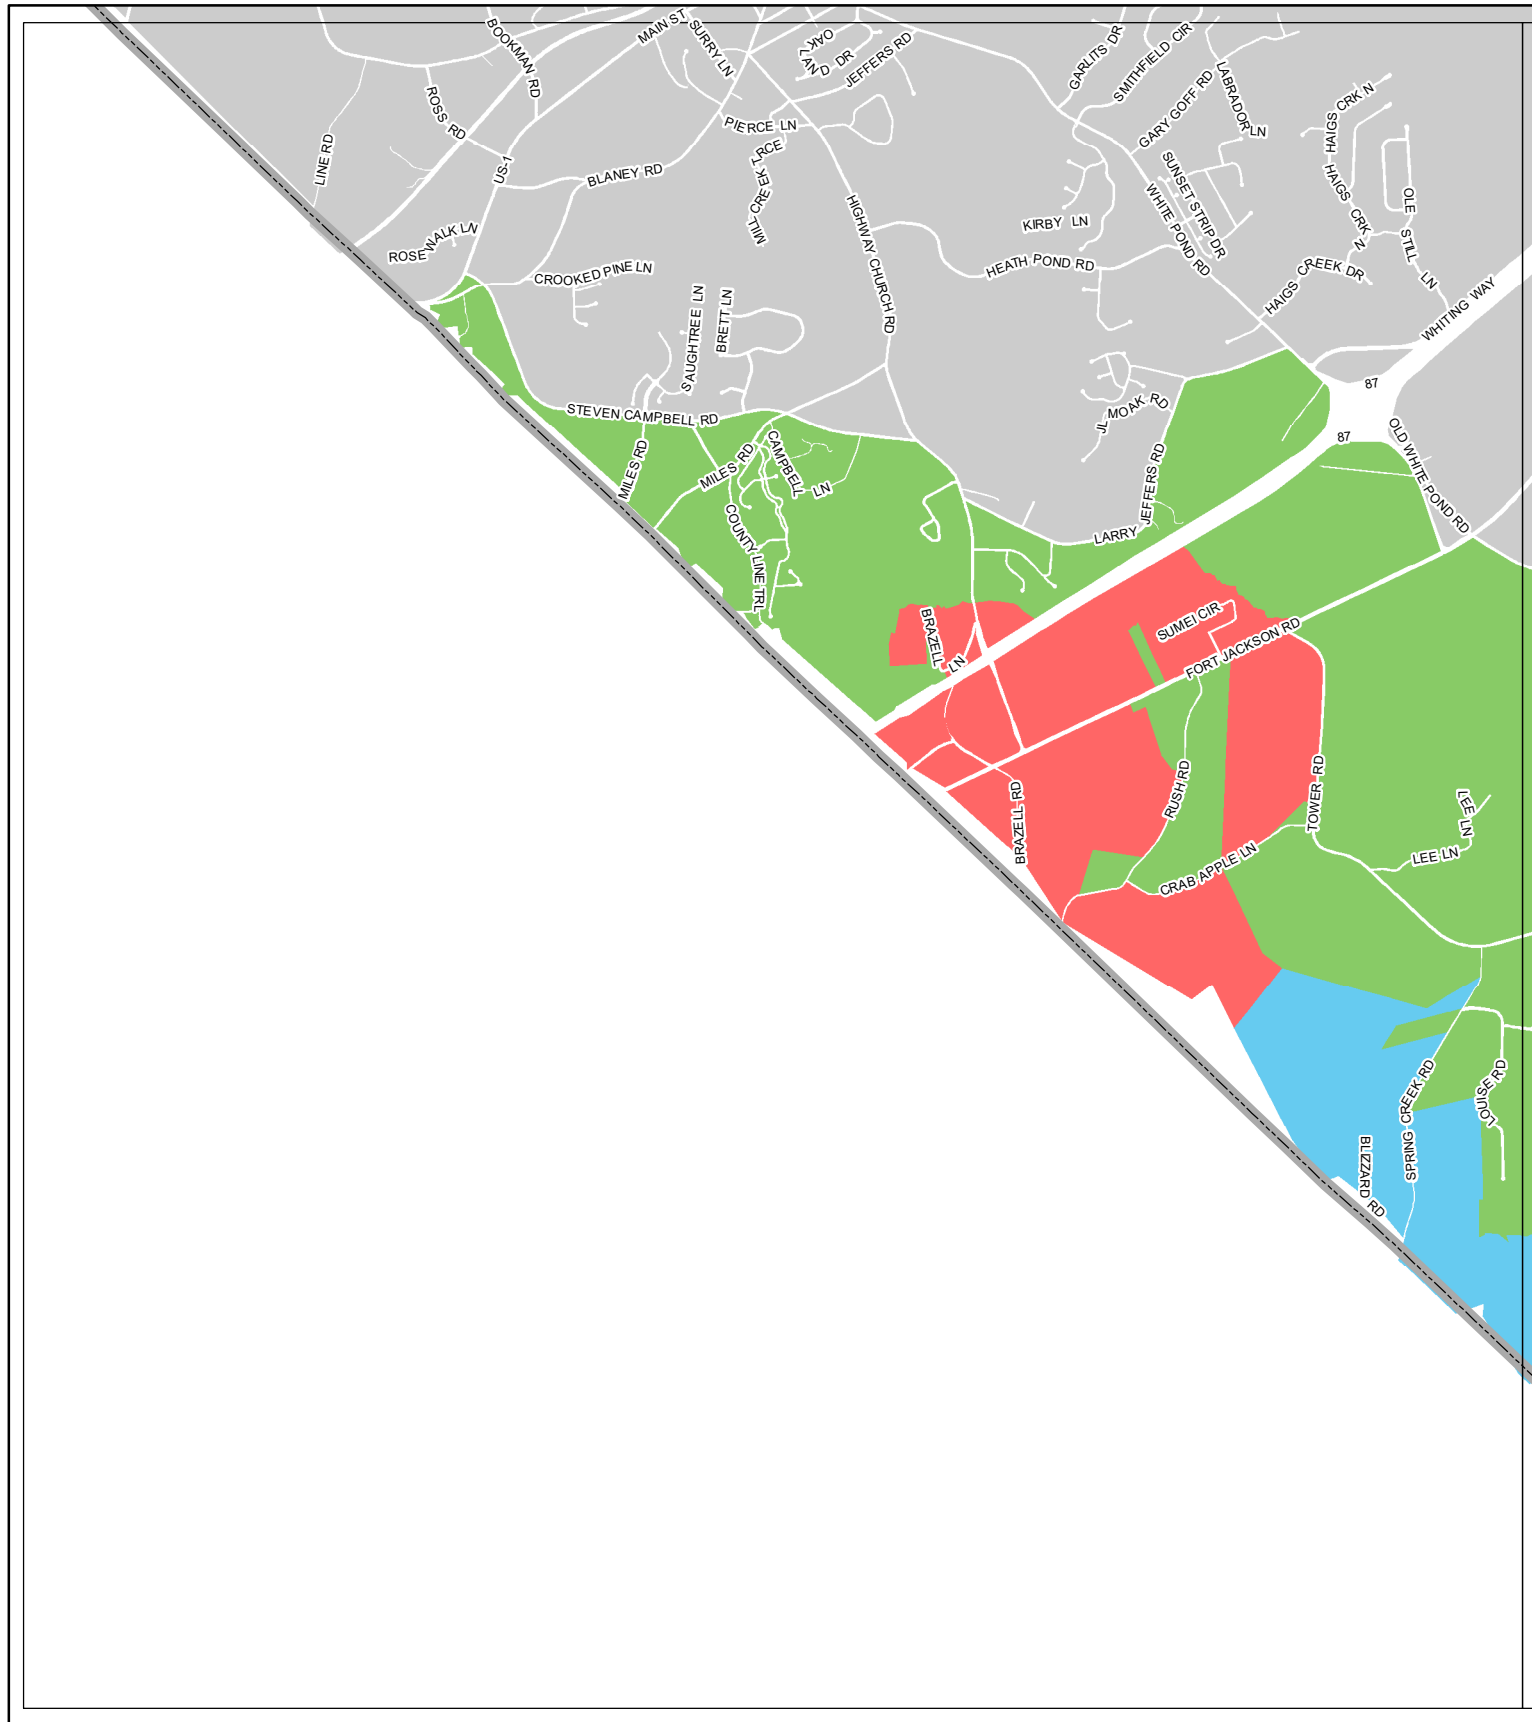 BOOKMAN RD
MAIN ST
SURRY LN
OAKLAND DR
JEFFERS RD
GARLITS DR
SMITHFIELD CIR
LABRADOR LN
GARY GOFF RD
HAIGS CRK N
ROSS RD
LINE RD
US-1
PIERCE LN
MILL CREEK
BLANEY RD
HIGHWAY CHURCH RD
KIRBY LN
SUNSET STRIP DR
WHITE POND RD
HAIGS CRK N
OLE STILL LN
ROSEWALK LN
CROOKED PINE LN
HEATH POND RD
HAIGS CREEK DR
WHITING WAY
SAUGHTREE LN
BRETT LN
87
STEVEN CAMPBELL RD
JL MOAK RD
87
OLD WHITE POND RD
MILES RD
MILES RD
CAMPBELL LN
LARRY JEFFERS RD
COUNTY LINE TRL
BRAZELL LN
SUMEI CIR
FORT JACKSON RD
BRAZELL RD
RUSH RD
TOWER RD
LEE LN
LEE LN
CRAB APPLE LN
SPRING CREEK RD
LOUISE RD
BLIZZARD RD